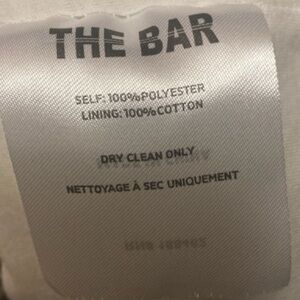 THE BAR
SELF: 100%POLYESTER
LINING: 100%COTTON
DRY CLEAN ONLY
NETTOYAGE À SEC UNIQUEMENT